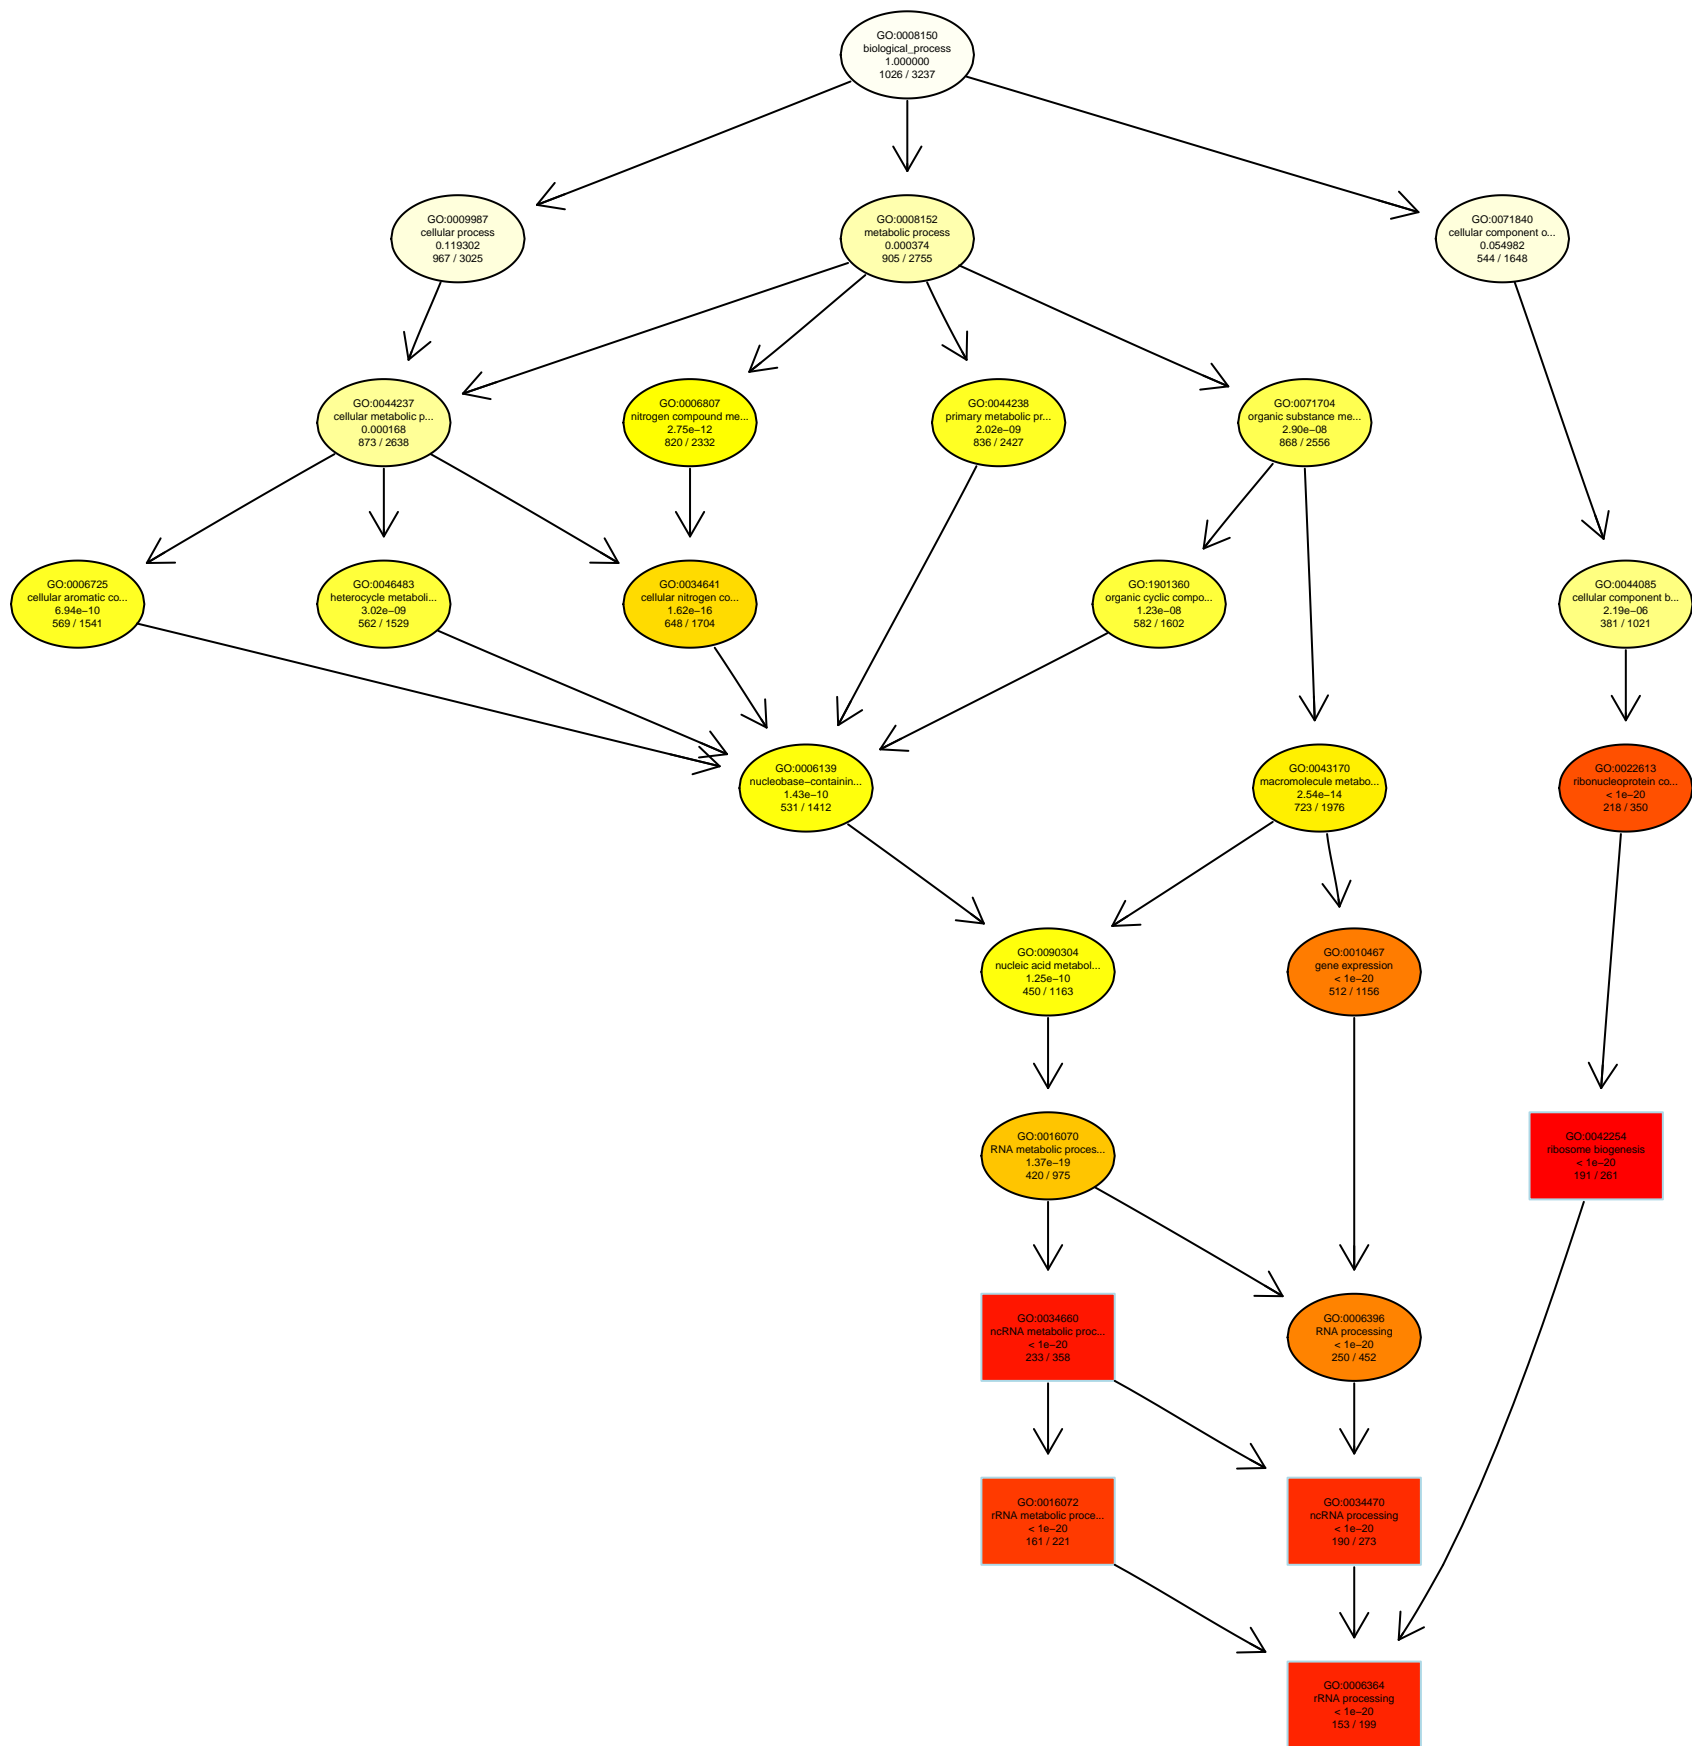 GO:0008150
biological_process
1.000000
1026 / 3237
GO:0009987
cellular process
0.119302
967 / 3025
GO:0008152
metabolic process
0.000374
905 / 2755
GO:0071840
cellular component o...
0.054982
544 / 1648
GO:0044237
cellular metabolic p...
0.000168
873 / 2638
GO:0006807
nitrogen compound me...
2.75e−12
820 / 2332
GO:0044238
primary metabolic pr...
2.02e−09
836 / 2427
GO:0071704
organic substance me...
2.90e−08
868 / 2556
GO:0006725
cellular aromatic co...
6.94e−10
569 / 1541
GO:0046483
heterocycle metaboli...
3.02e−09
562 / 1529
GO:0034641
cellular nitrogen co...
1.62e−16
648 / 1704
GO:1901360
organic cyclic compo...
1.23e−08
582 / 1602
GO:0044085
cellular component b...
2.19e−06
381 / 1021
GO:0006139
nucleobase−containin...
1.43e−10
531 / 1412
GO:0043170
macromolecule metabo...
2.54e−14
723 / 1976
GO:0022613
ribonucleoprotein co...
< 1e−20
218 / 350
GO:0090304
nucleic acid metabol...
1.25e−10
450 / 1163
GO:0010467
gene expression
< 1e−20
512 / 1156
GO:0016070
RNA metabolic proces...
1.37e−19
420 / 975
GO:0042254
ribosome biogenesis
< 1e−20
191 / 261
GO:0034660
ncRNA metabolic proc...
< 1e−20
233 / 358
GO:0006396
RNA processing
< 1e−20
250 / 452
GO:0016072
rRNA metabolic proce...
< 1e−20
161 / 221
GO:0034470
ncRNA processing
< 1e−20
190 / 273
GO:0006364
rRNA processing
< 1e−20
153 / 199